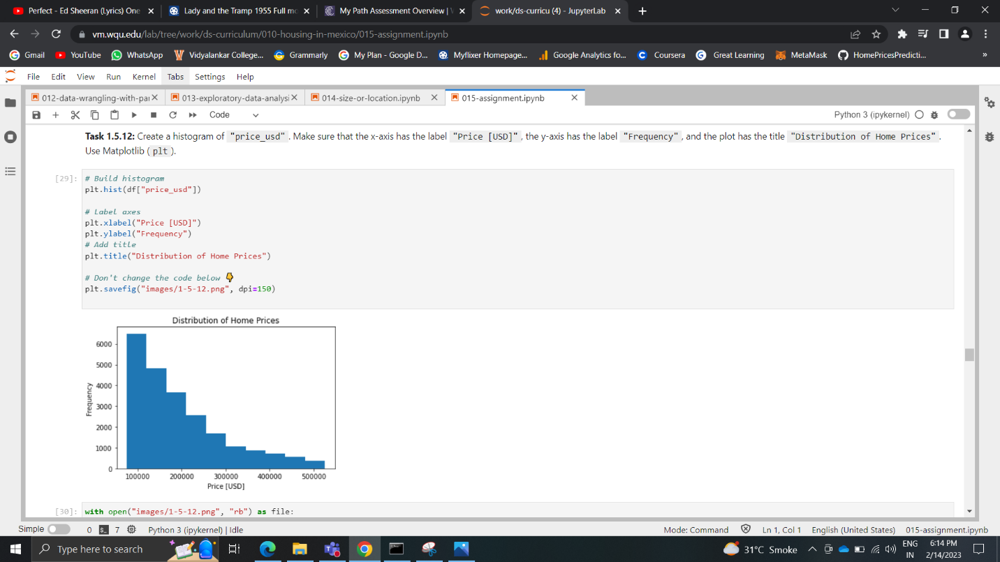 Perfect - Ed Sheeran (Lyrics) One
Lady and the Tramp 1955 Full mo
My Path Assessment Overview |
work/ds-curricu (4) - JupyterLab
vm.wqu.edu/lab/tree/work/ds-curriculum/010-housing-in-mexico/015-assignment.ipynb
Gmail YouTube WhatsApp Vidyalankar College... Grammarly My Plan - Google D... Myflixer Homepage... Google Analytics fo... Coursera Great Learning MetaMask HomePricesPredicti... »
File Edit View Run Kernel Tabs Settings Help
012-data-wrangling-with-pa 013-exploratory-data-analysi 014-size-or-location.ipynb 015-assignment.ipynb
Code Python 3 (ipykernel)
Task 1.5.12: Create a histogram of "price_usd". Make sure that the x-axis has the label "Price [USD]", the y-axis has the label "Frequency", and the plot has the title "Distribution of Home Prices".
Use Matplotlib ( plt ).
[29]: # Build histogram
plt.hist(df["price_usd"])
# Label axes
plt.xlabel("Price [USD]")
plt.ylabel("Frequency")
# Add title
plt.title("Distribution of Home Prices")
# Don't change the code below 👇
plt.savefig("images/1-5-12.png", dpi=150)
Distribution of Home Prices
6000
5000
4000
3000
2000
1000
0
Frequency
100000 200000 300000 400000 500000
Price [USD]
[30]: with open("images/1-5-12.png", "rb") as file:
Simple 0 7 Python 3 (ipykernel) | Idle Mode: Command Ln 1, Col 1 English (United States) 015-assignment.ipynb
Type here to search 31°C Smoke ENG 6:14 PM
IN 2/14/2023